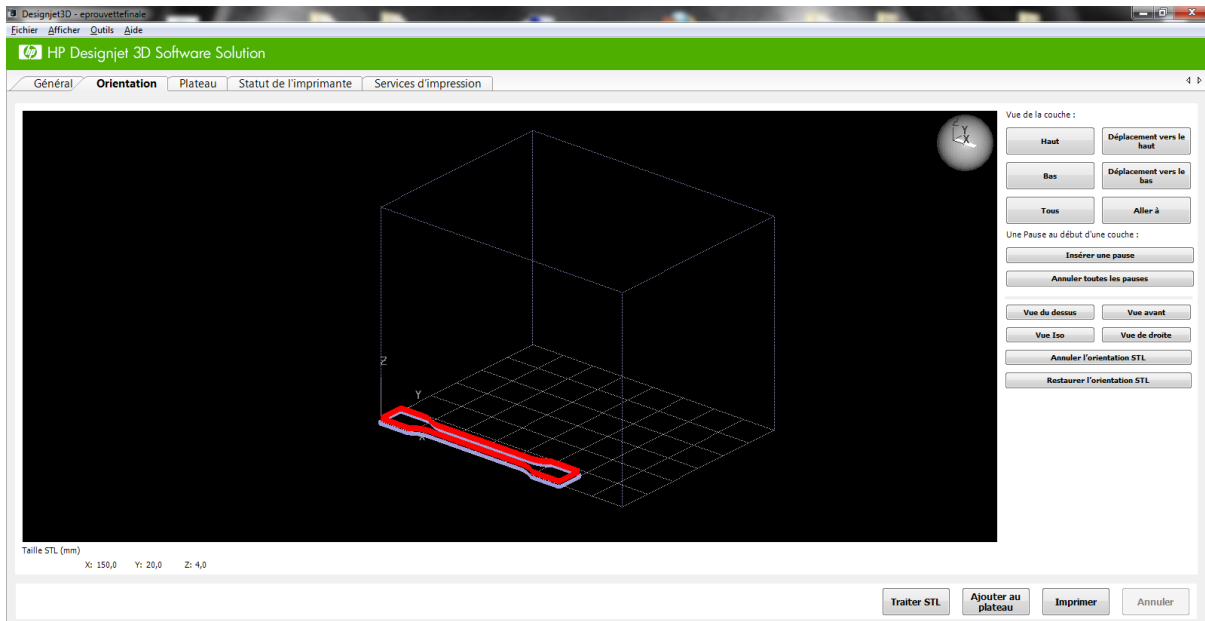 Designjet3D - eprouvettefinale
Fichier Afficher Outils Aide
hp HP Designjet 3D Software Solution
Général Orientation Plateau Statut de l'imprimante Services d'impression
Vue de la couche :
Haut
Déplacement vers le haut
Bas
Déplacement vers le bas
Tous
Aller à
Une Pause au début d'une couche :
Insérer une pause
Annuler toutes les pauses
Vue du dessus
Vue avant
Vue Iso
Vue de droite
Annuler l'orientation STL
Restaurer l'orientation STL
Z
Y
X
Z
Y
X
Taille STL (mm)
X: 150,0 Y: 20,0 Z: 4,0
Traiter STL
Ajouter au plateau
Imprimer
Annuler